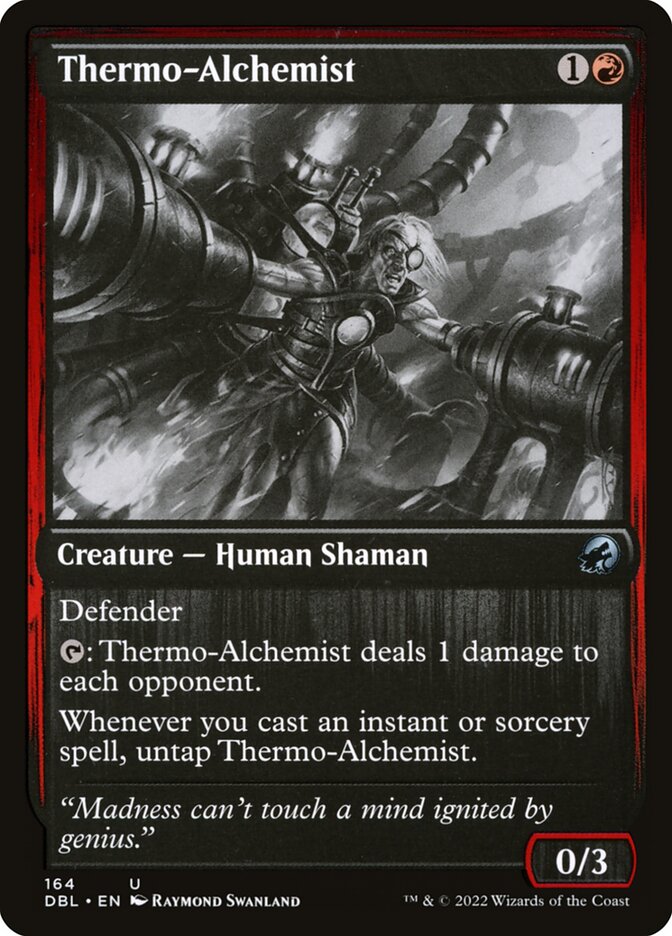 Thermo-Alchemist 1
Creature — Human Shaman
Defender
: Thermo-Alchemist deals 1 damage to
each opponent.
Whenever you cast an instant or sorcery
spell, untap Thermo-Alchemist.
“Madness can’t touch a mind ignited by
genius.”
0/3
164 U
DBL • EN RAYMOND SWANLAND ™ & © 2022 Wizards of the Coast